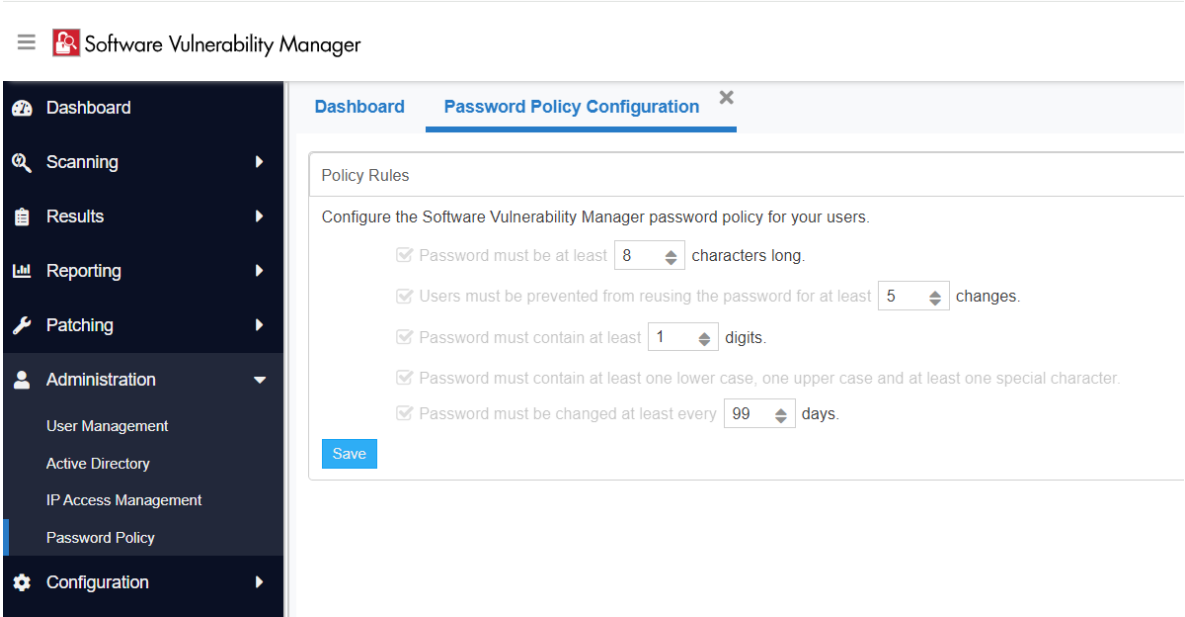 Software Vulnerability Manager
Dashboard
Scanning
Results
Reporting
Patching
Administration
User Management
Active Directory
IP Access Management
Password Policy
Configuration
Dashboard
Password Policy Configuration
Policy Rules
Configure the Software Vulnerability Manager password policy for your users.
Password must be at least 8 characters long.
Users must be prevented from reusing the password for at least 5 changes.
Password must contain at least 1 digits.
Password must contain at least one lower case, one upper case and at least one special character.
Password must be changed at least every 99 days.
Save